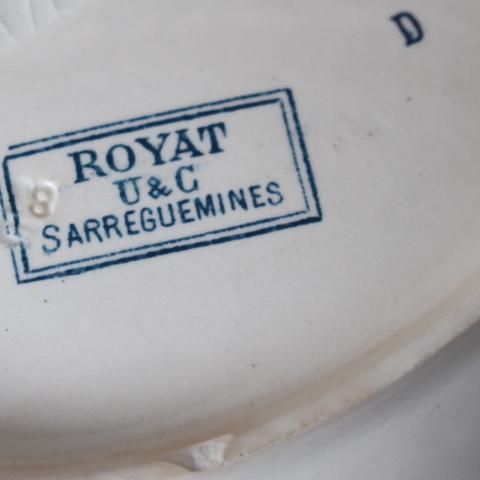 D
ROYAT
U & C
8
SARREGUEMINES